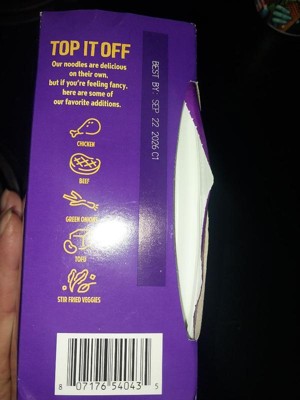 TOP IT OFF
Our noodles are delicious
on their own,
but if you're feeling fancy,
here are some of
our favorite additions.
CHICKEN
BEEF
GREEN ONIONS
TOFU
STIR FRIED VEGGIES
BEST BY SEP 22 2026 C1
8 07176 54043 5